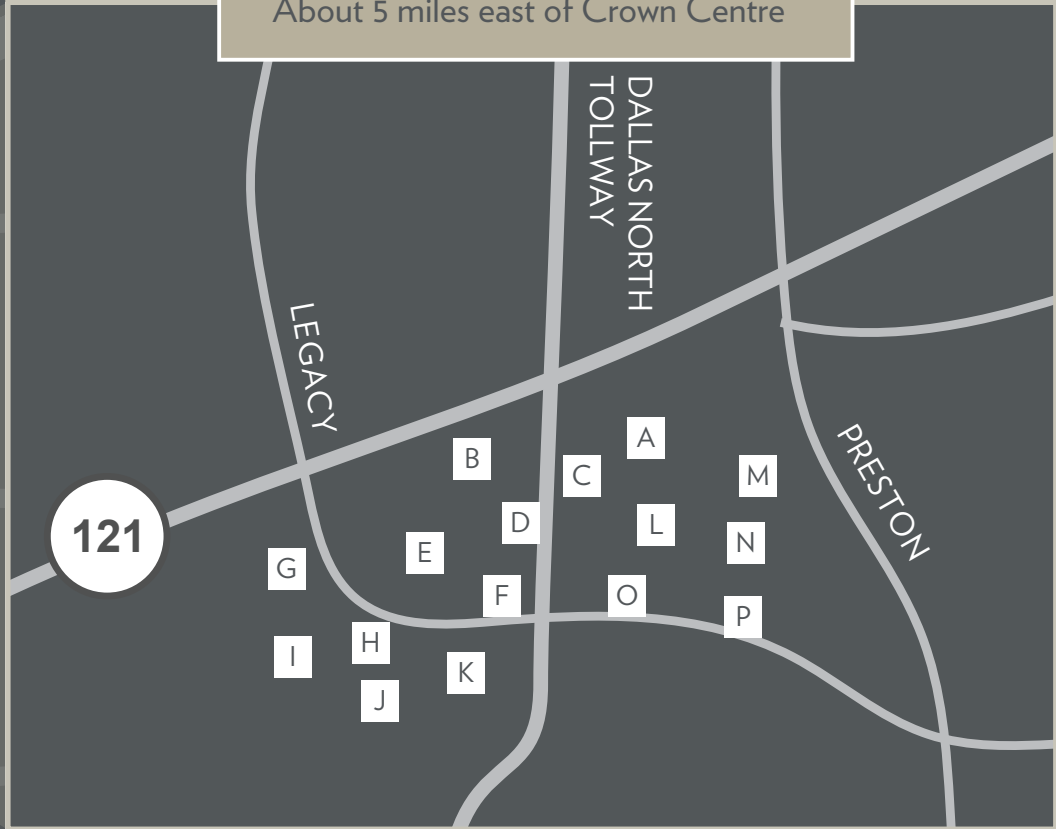 About 5 miles east of Crown Centre
DALLAS NORTH
TOLLWAY
LEGACY
PRESTON
121
A
B
C
M
D
L
N
E
G
F
O
P
H
I
K
J